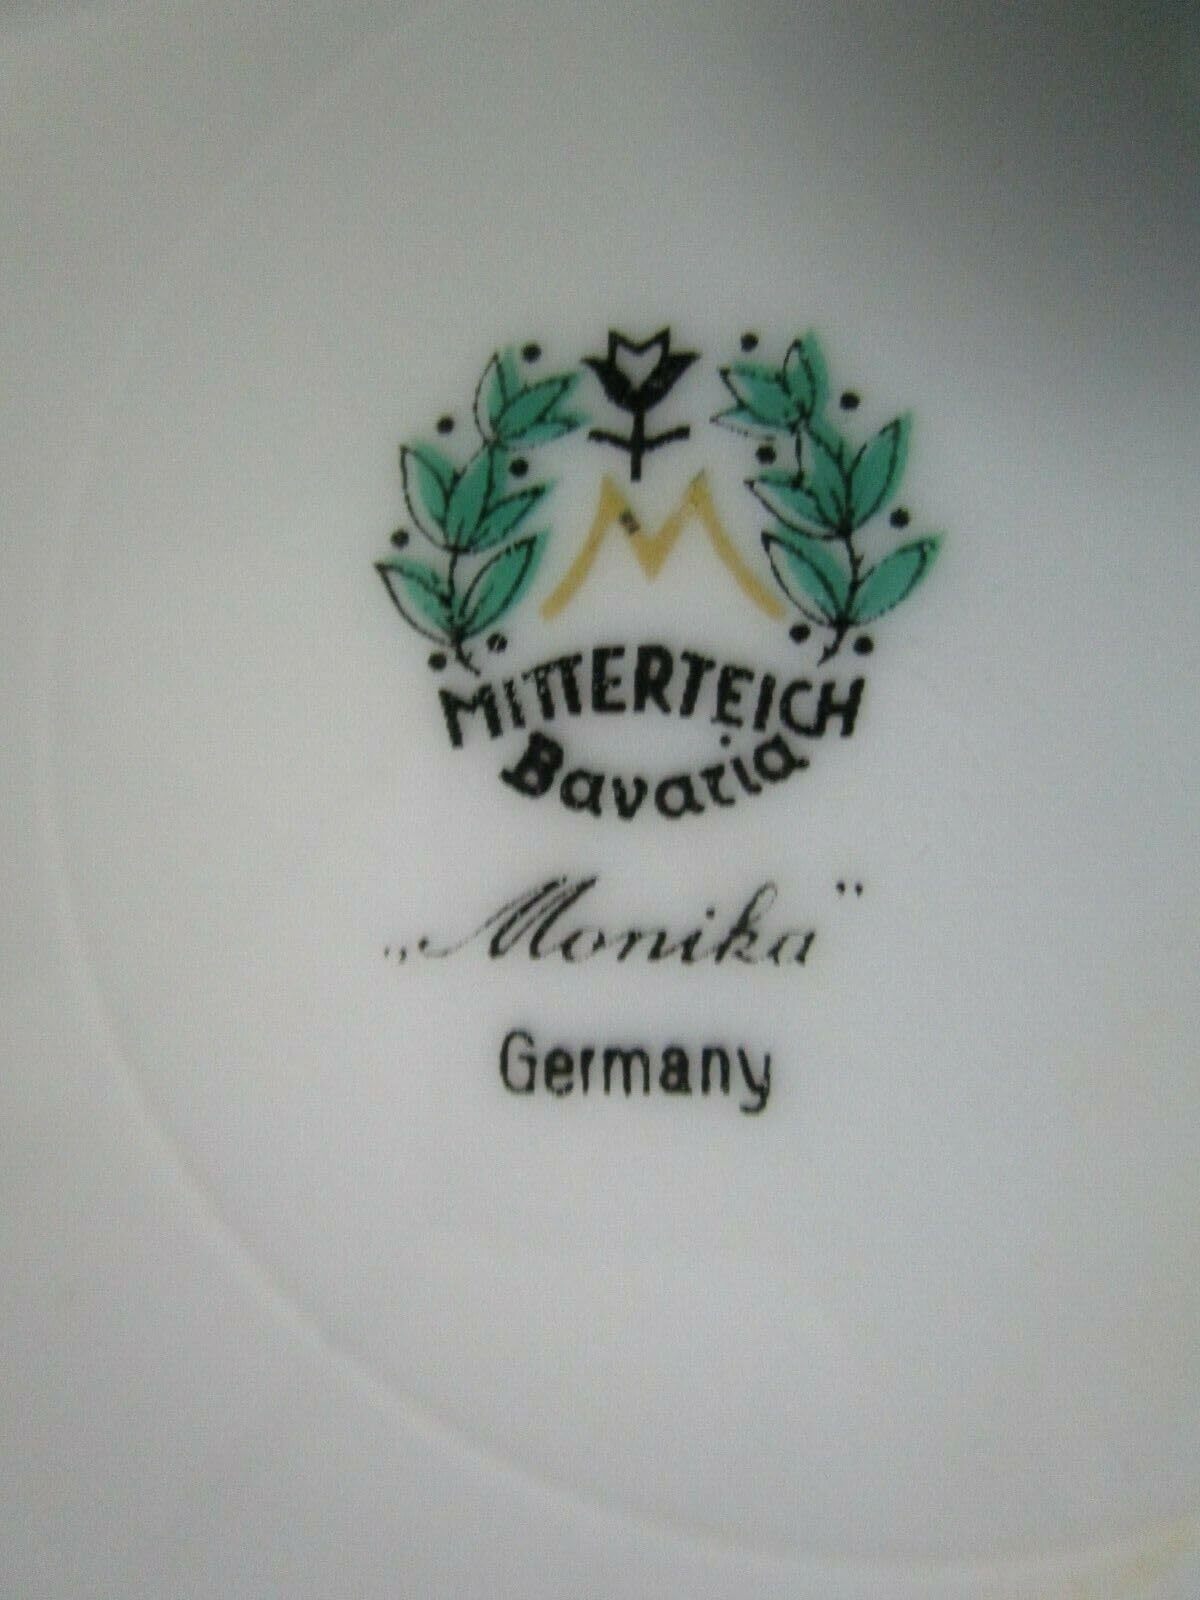 M
MITTERTEICH
Bavaria
„Monika”
Germany